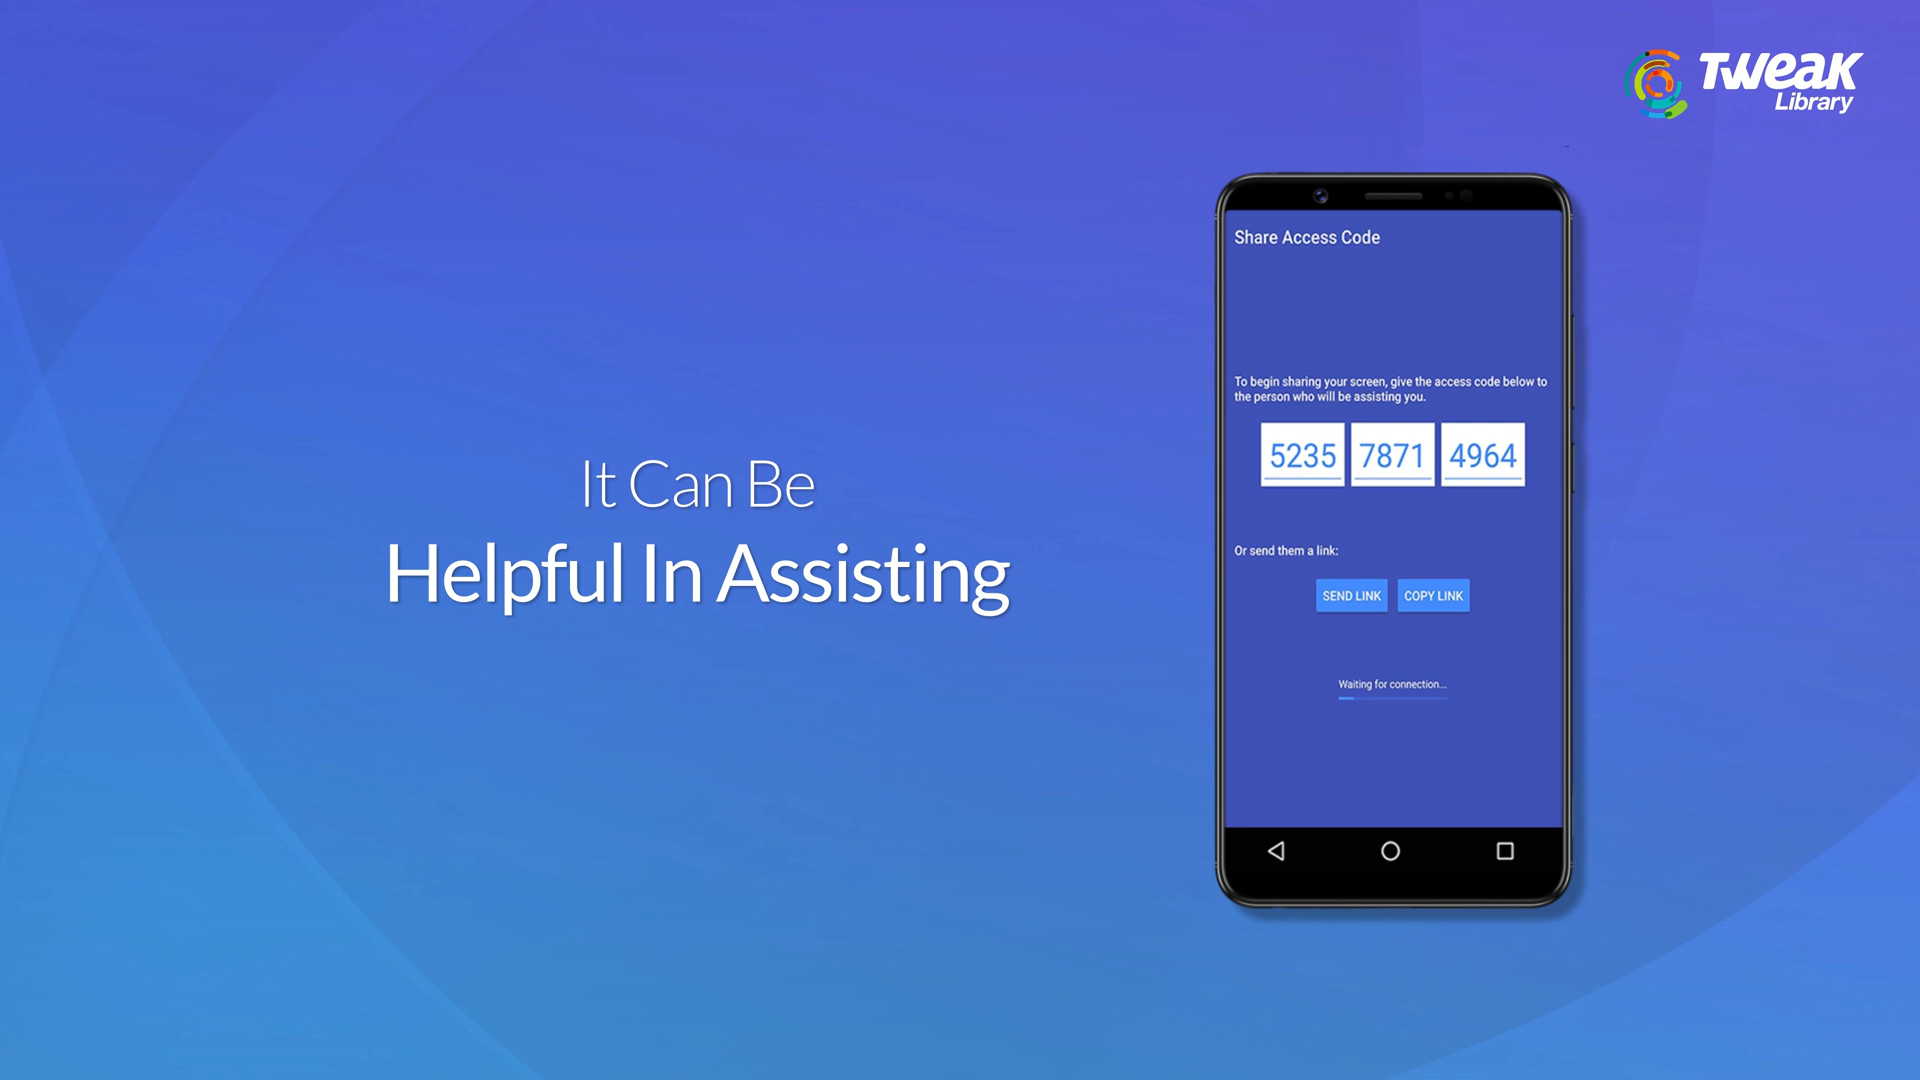 TWeaK
Library
It Can Be
Helpful In Assisting
Share Access Code
To begin sharing your screen, give the access code below to
the person who will be assisting you.
5235 7871 4964
Or send them a link:
SEND LINK COPY LINK
Waiting for connection...